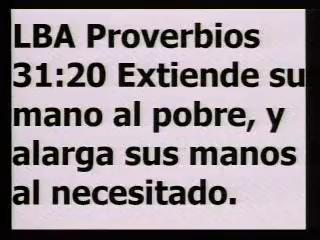 LBA Proverbios
31:20 Extiende su
mano al pobre, y
alarga sus manos
al necesitado.